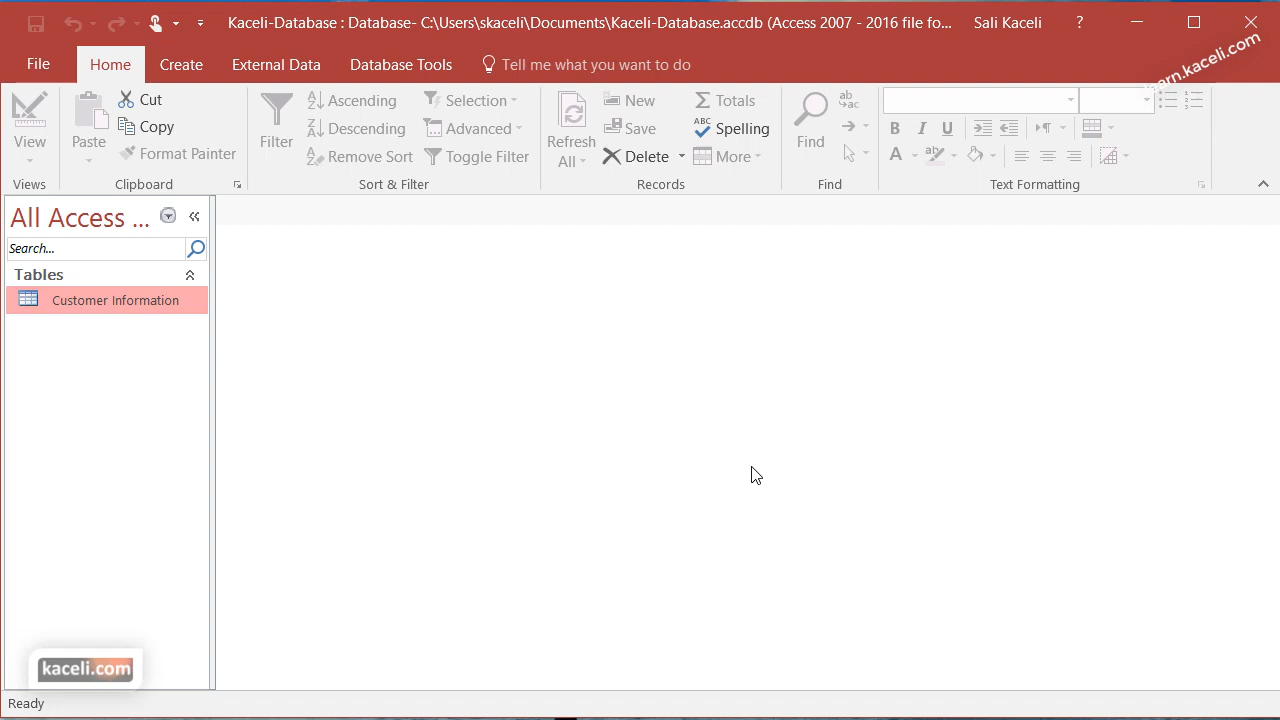 Kaceli-Database : Database- C:\Users\skaceli\Documents\Kaceli-Database.accdb (Access 2007 - 2016 file fo... Sali Kaceli ?
learn.kaceli.com
File Home Create External Data Database Tools Tell me what you want to do
View
Views
Paste
Cut
Copy
Format Painter
Clipboard
Filter
Ascending
Descending
Remove Sort
Selection
Advanced
Toggle Filter
Sort & Filter
Refresh
All
New
Save
Delete
Totals
Spelling
More
Records
Find
Find
B I U
A
Text Formatting
All Access ...
Search...
Tables
Customer Information
kaceli.com
Ready